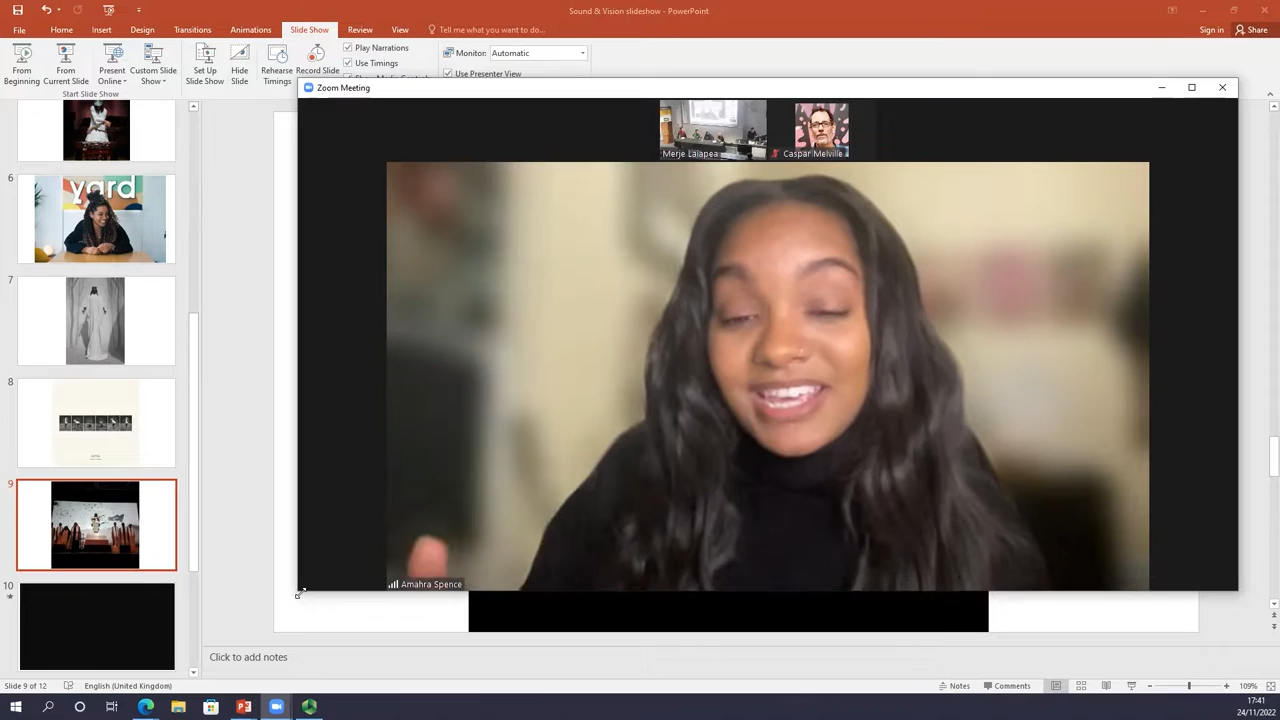 Sound & Vision slideshow - PowerPoint
File Home Insert Design Transitions Animations Slide Show Review View Tell me what you want to do... Sign in Share
From Beginning
From Current Slide
Present Online
Custom Slide Show
Set Up Slide Show
Hide Slide
Rehearse Timings
Record Slide Show
Play Narrations
Use Timings
Show Media Controls
Monitor: Automatic
Use Presenter View
Start Slide Show
Zoom Meeting
Merje Laiapea
Caspar Melville
Amahra Spence
6
yard
7
8
9
10
Click to add notes
Slide 9 of 12 English (United Kingdom) Notes Comments 109%
17:41
24/11/2022